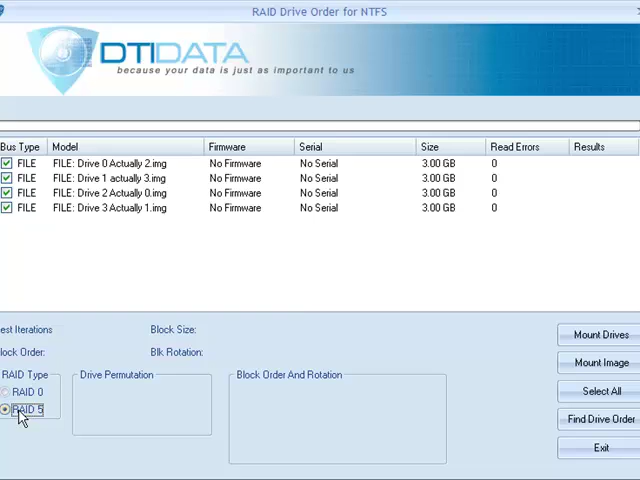 RAID Drive Order for NTFS
DTIDATA
because your data is just as important to us
Bus Type Model Firmware Serial Size Read Errors Results
FILE FILE: Drive 0 Actually 2.img No Firmware No Serial 3.00 GB 0
FILE FILE: Drive 1 actually 3.img No Firmware No Serial 3.00 GB 0
FILE FILE: Drive 2 Actually 0.img No Firmware No Serial 3.00 GB 0
FILE FILE: Drive 3 Actually 1.img No Firmware No Serial 3.00 GB 0
est Iterations Block Size:
lock Order: Blk Rotation:
RAID Type Drive Permutation Block Order And Rotation
RAID 0
RAID 5
Mount Drives
Mount Image
Select All
Find Drive Order
Exit